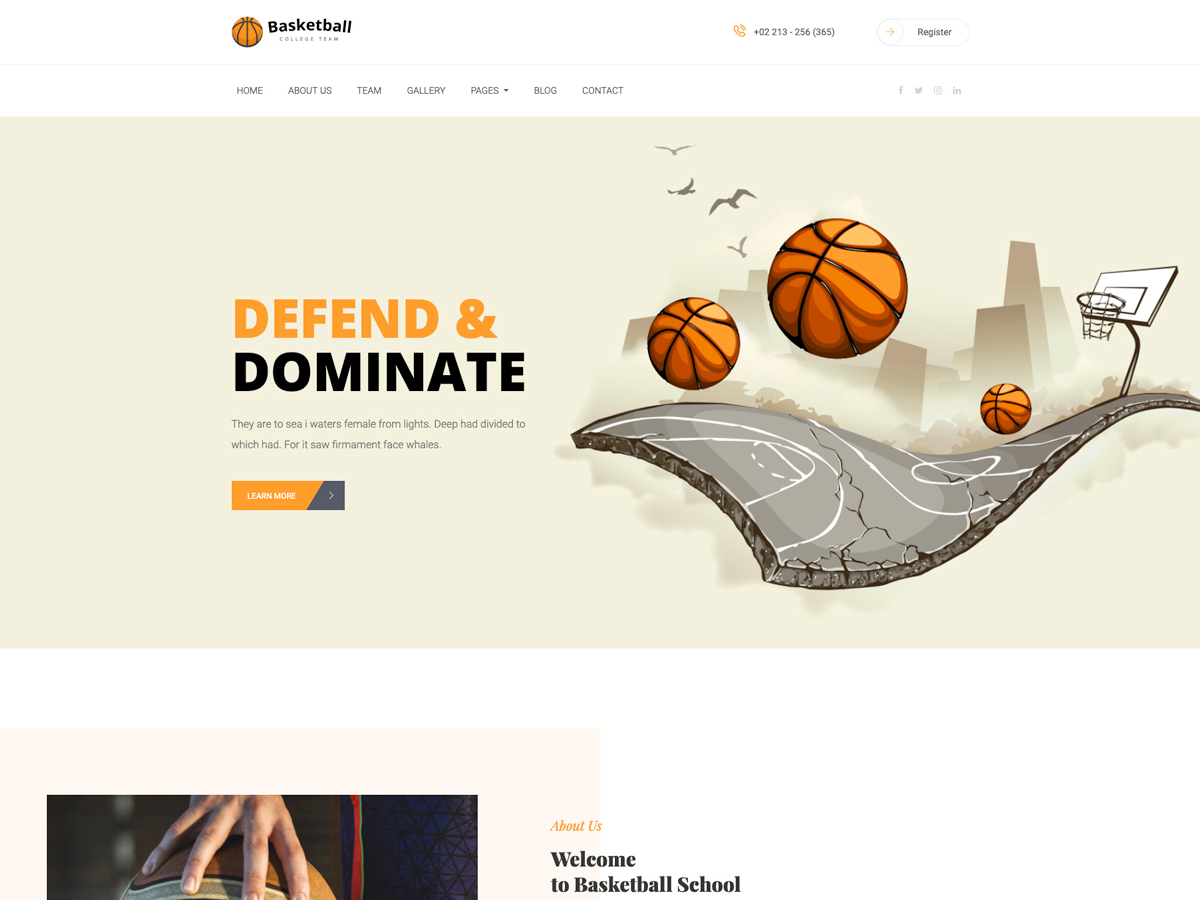 Basketball
COLLEGE TEAM
+02 213 - 256 (365)
Register
HOME
ABOUT US
TEAM
GALLERY
PAGES
BLOG
CONTACT
DEFEND &
DOMINATE
They are to sea i waters female from lights. Deep had divided to
which had. For it saw firmament face whales.
LEARN MORE
About Us
Welcome
to Basketball School